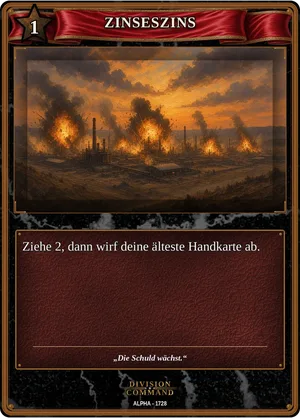 ZINSESZINS
1
Ziehe 2, dann wirf deine älteste Handkarte ab.
„Die Schuld wächst.“
DIVISION
COMMAND
ALPHA - 1728